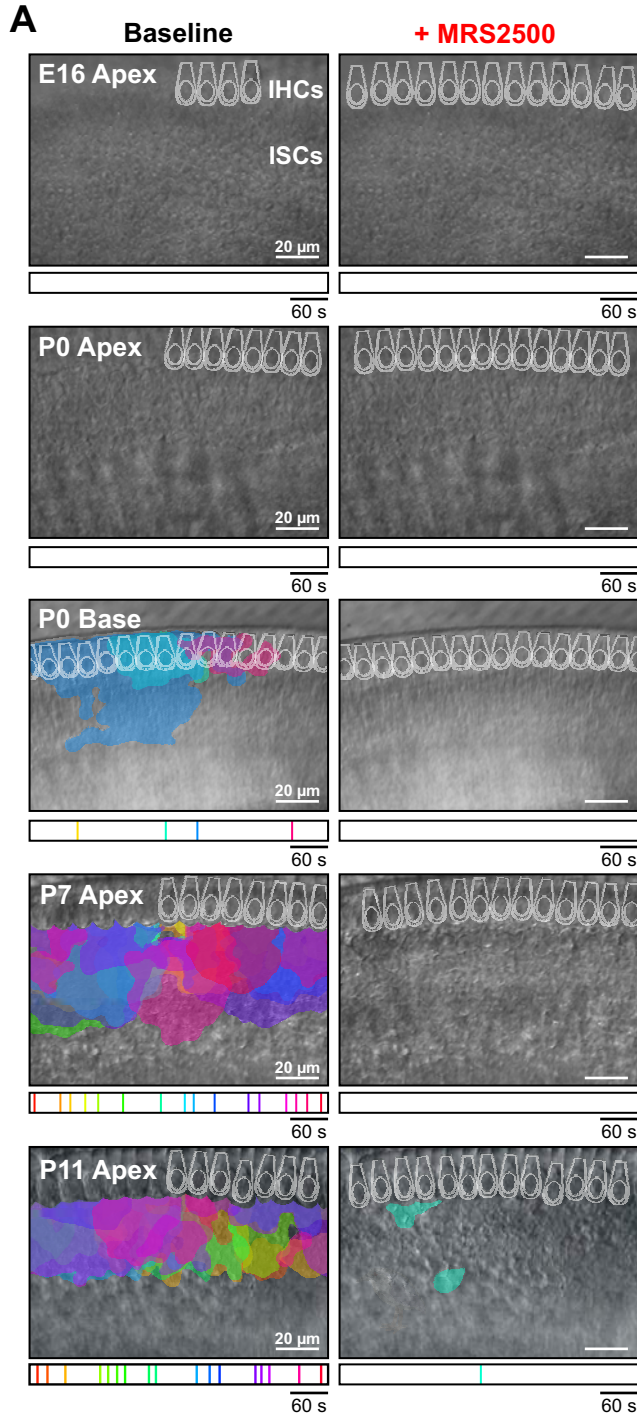 A
Baseline
+ MRS2500
E16 Apex
IHCs
ISCs
20 µm
60 s
60 s
P0 Apex
20 µm
60 s
60 s
P0 Base
20 µm
60 s
60 s
P7 Apex
20 µm
60 s
60 s
P11 Apex
20 µm
60 s
60 s